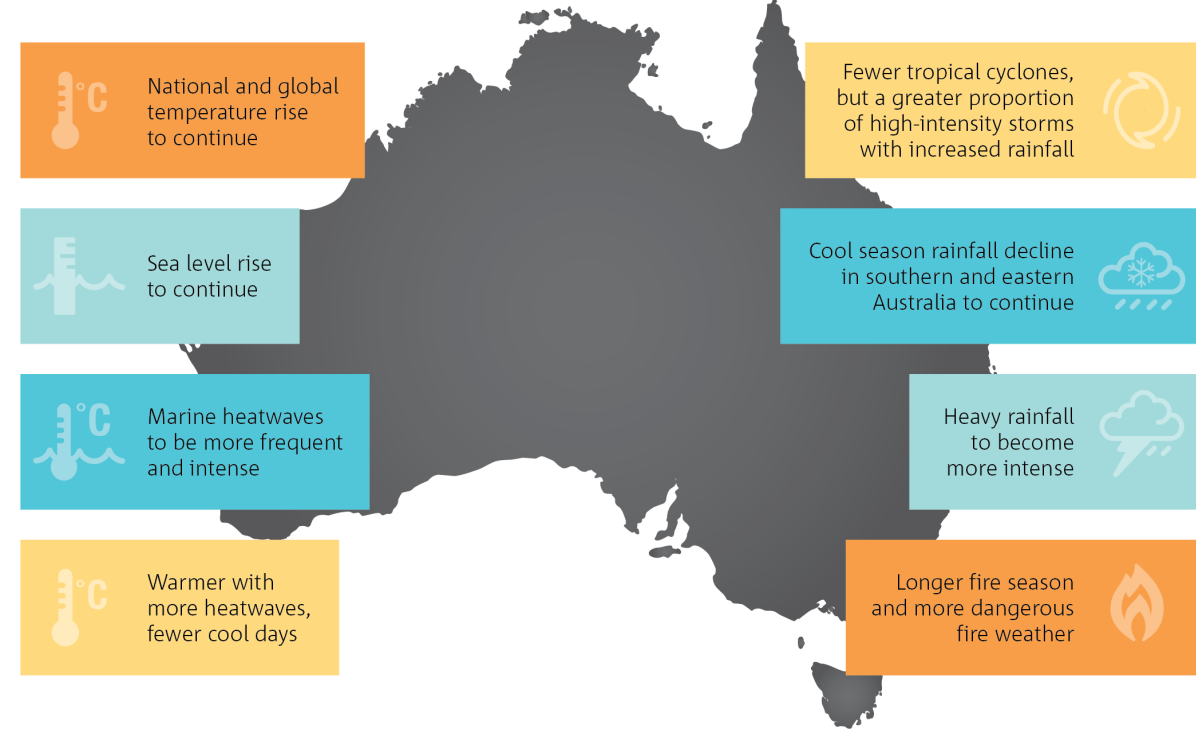 °C
National and global
temperature rise
to continue
Sea level rise
to continue
°C
Marine heatwaves
to be more frequent
and intense
°C
Warmer with
more heatwaves,
fewer cool days
Fewer tropical cyclones,
but a greater proportion
of high-intensity storms
with increased rainfall
Cool season rainfall decline
in southern and eastern
Australia to continue
Heavy rainfall
to become
more intense
Longer fire season
and more dangerous
fire weather